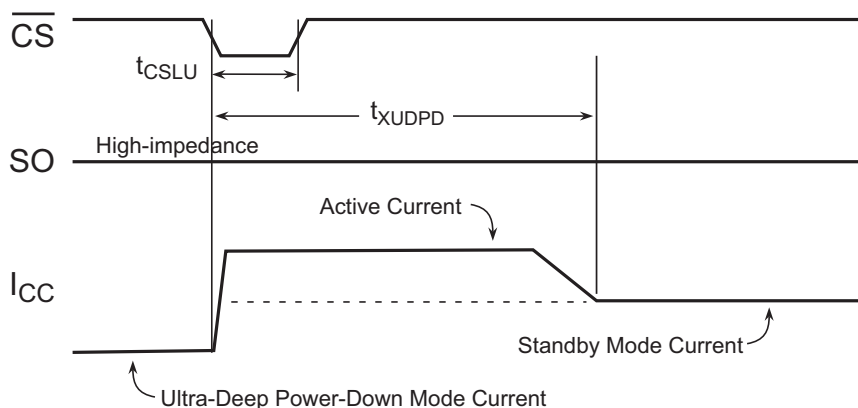 CS
tCSLU
tXUDPD
High-impedance
SO
Active Current
ICC
Standby Mode Current
Ultra-Deep Power-Down Mode Current